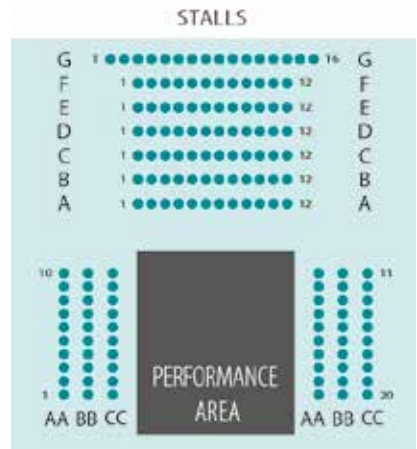 STALLS
G 1 16 G
F 1 12 F
E 1 12 E
D 1 12 D
C 1 12 C
B 1 12 B
A 1 12 A
10 11
PERFORMANCE
AREA
1 20
AA BB CC AA BB CC